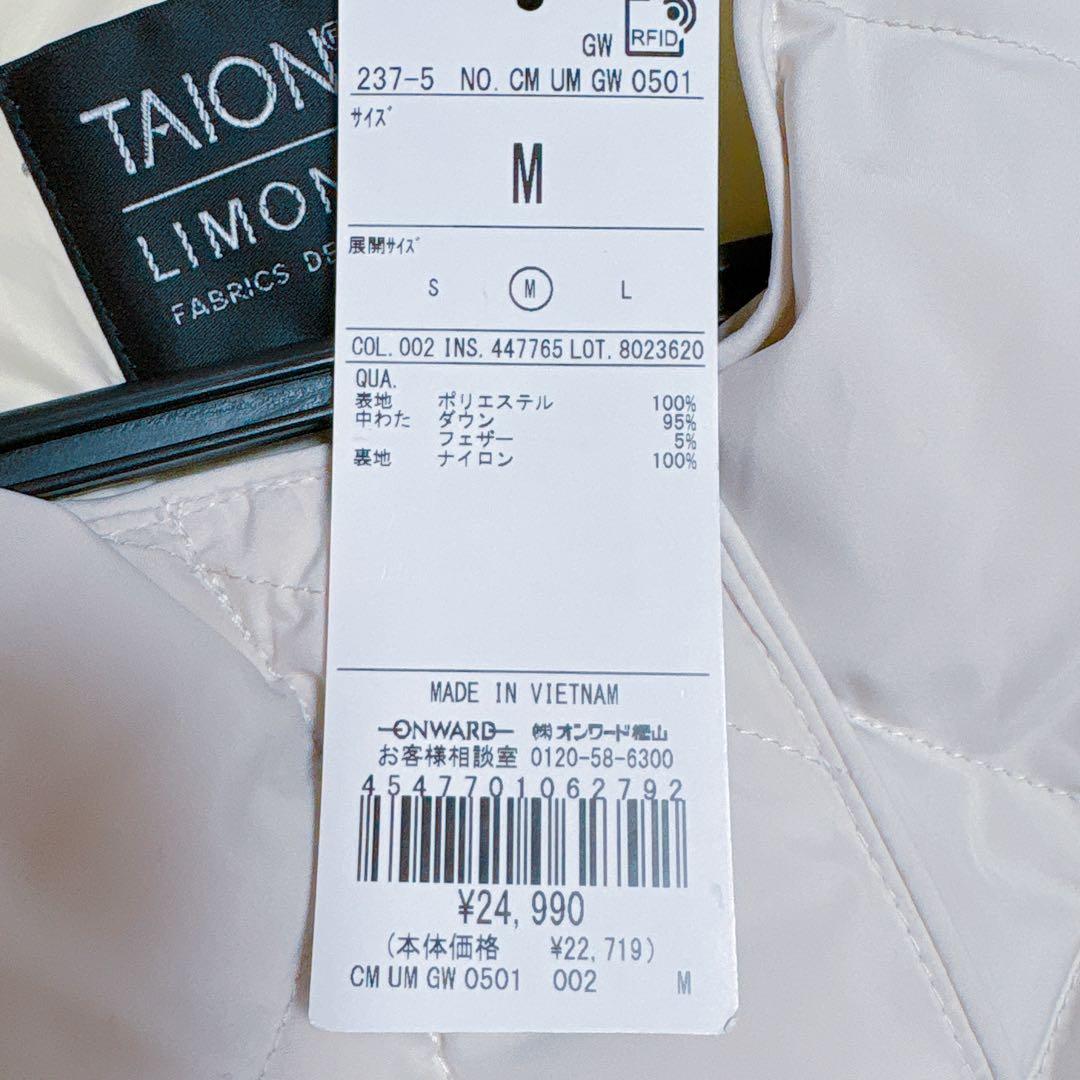 TAION®
LIMON
FABRICS DE
GW RFID
237-5 NO. CM UM GW 0501
サイズ
M
展開サイズ
S M L
COL. 002 INS. 447765 LOT. 8023620
QUA.
表地 ポリエステル 100%
中わた ダウン 95%
フェザー 5%
裏地 ナイロン 100%
MADE IN VIETNAM
ONWARD ㈱オンワード樫山
お客様相談室 0120-58-6300
4547701062792
¥24,990
(本体価格 ¥22,719)
CM UM GW 0501 002 M